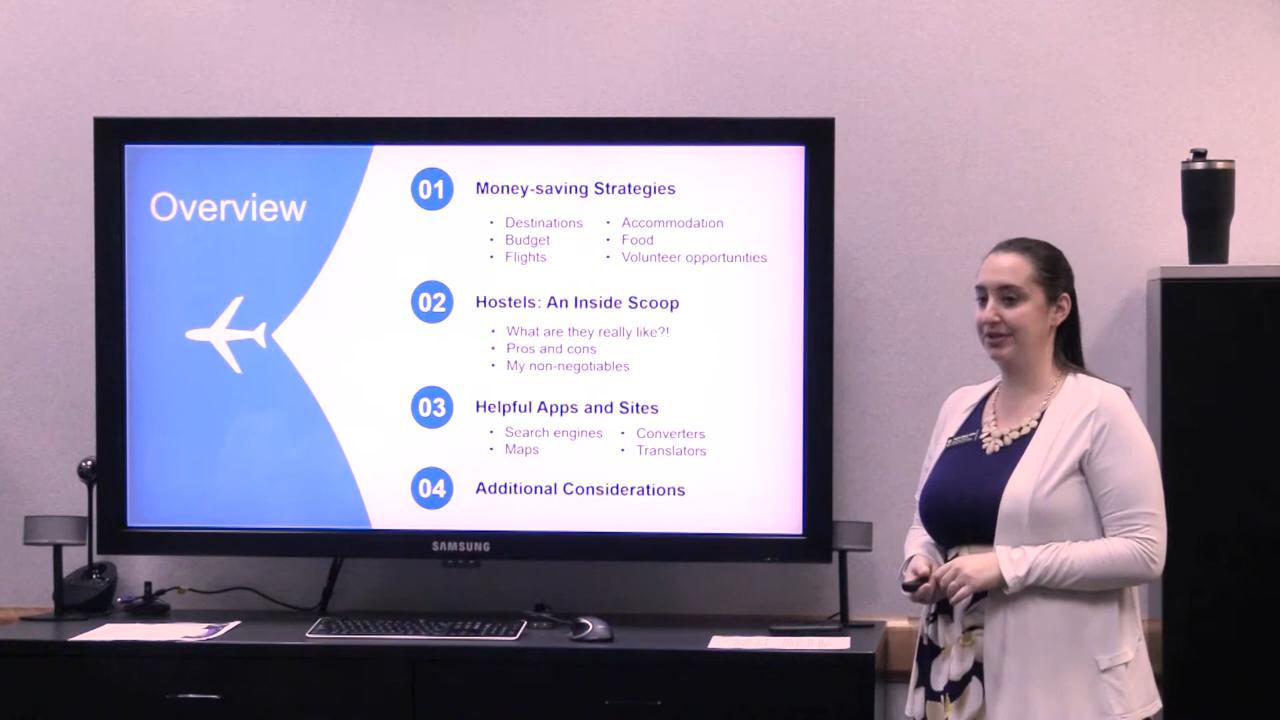 Overview
01 Money-saving Strategies
• Destinations • Accommodation
• Budget • Food
• Flights • Volunteer opportunities
02 Hostels: An Inside Scoop
• What are they really like?!
• Pros and cons
• My non-negotiables
03 Helpful Apps and Sites
• Search engines • Converters
• Maps • Translators
04 Additional Considerations
SAMSUNG